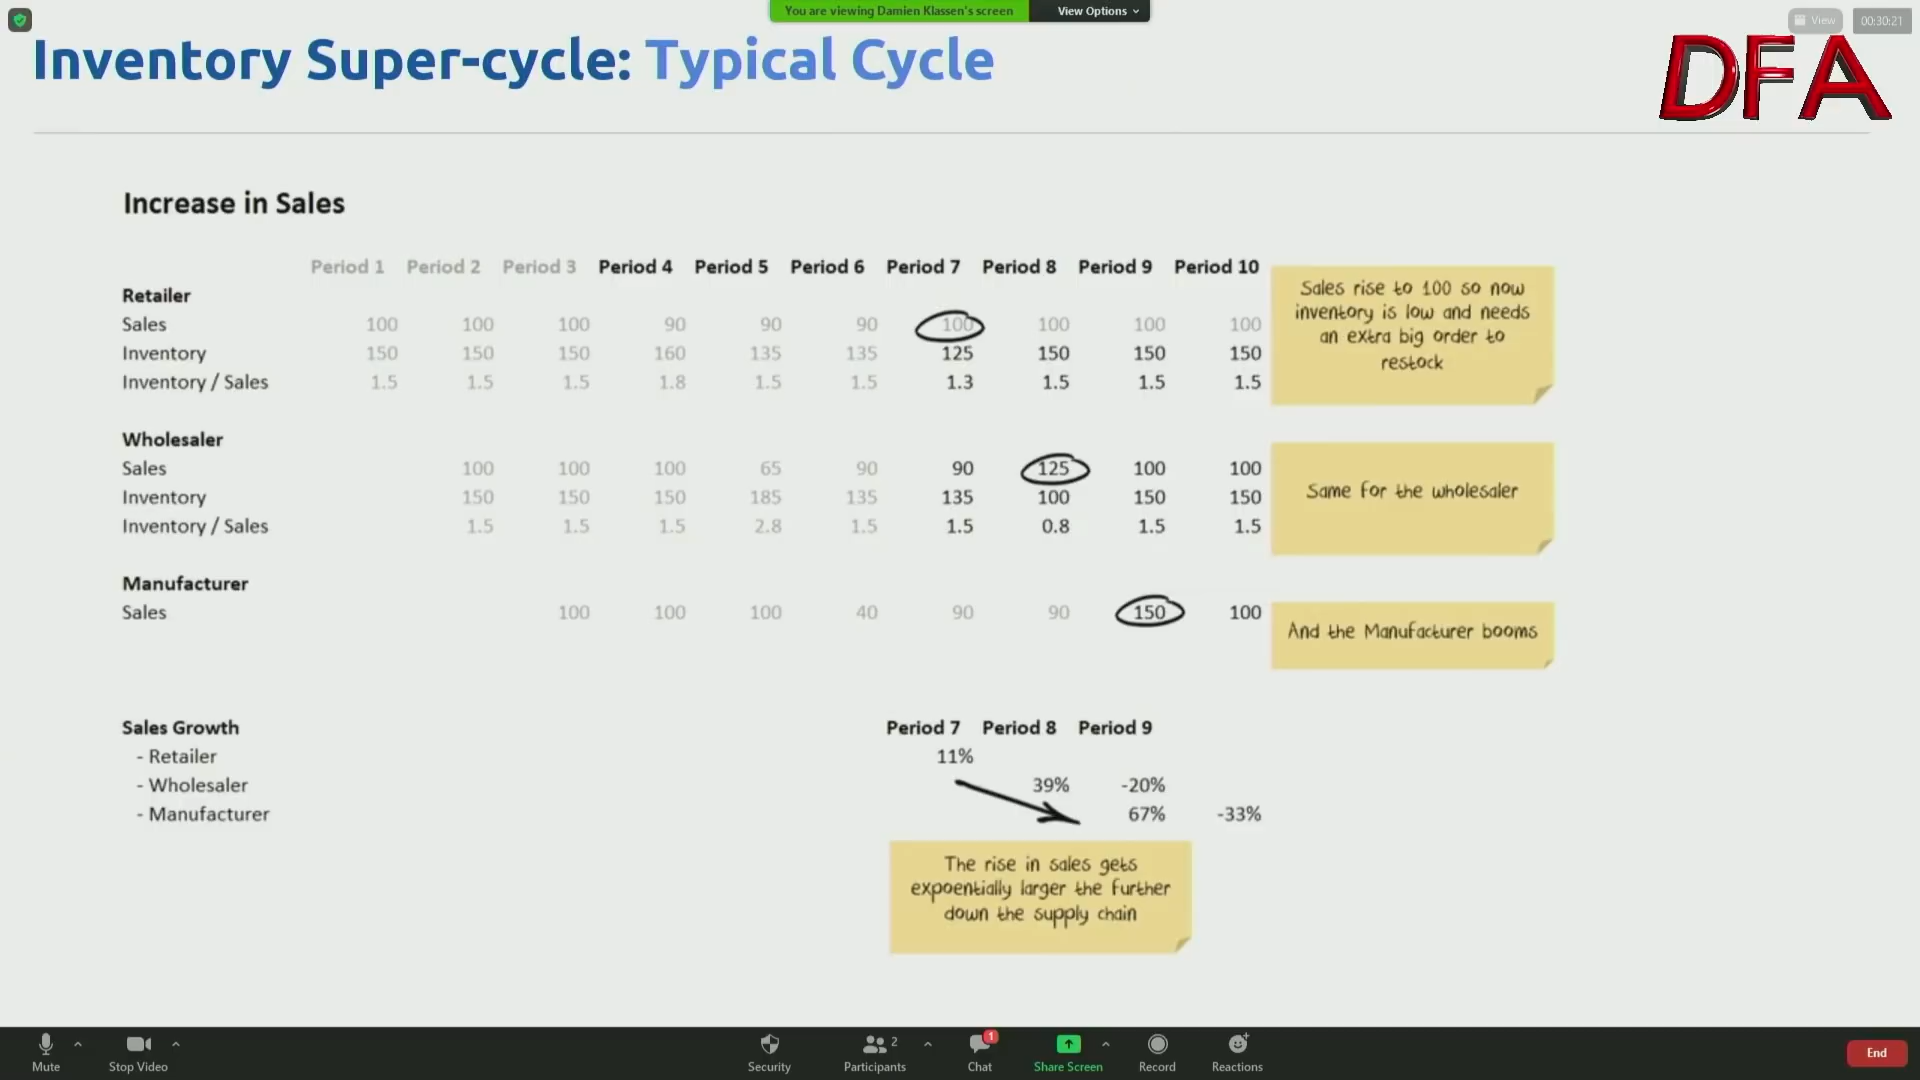 You are viewing Damien Klassen's screen View Options
View 00:30:21
Inventory Super-cycle: Typical Cycle
DFA
Increase in Sales
Period 1 Period 2 Period 3 Period 4 Period 5 Period 6 Period 7 Period 8 Period 9 Period 10
Retailer
Sales 100 100 100 90 90 90 100 100 100 100
Inventory 150 150 150 160 135 135 125 150 150 150
Inventory / Sales 1.5 1.5 1.5 1.8 1.5 1.5 1.3 1.5 1.5 1.5
Sales rise to 100 so now
inventory is low and needs
an extra big order to
restock
Wholesaler
Sales 100 100 100 65 90 90 125 100 100
Inventory 150 150 150 185 135 135 100 150 150
Inventory / Sales 1.5 1.5 1.5 2.8 1.5 1.5 0.8 1.5 1.5
Same for the wholesaler
Manufacturer
Sales 100 100 100 40 90 90 150 100
And the Manufacturer booms
Sales Growth Period 7 Period 8 Period 9
- Retailer 11%
- Wholesaler 39% -20%
- Manufacturer 67% -33%
The rise in sales gets
expoentially larger the further
down the supply chain
Mute Stop Video Security Participants 2 Chat 1 Share Screen Record Reactions End